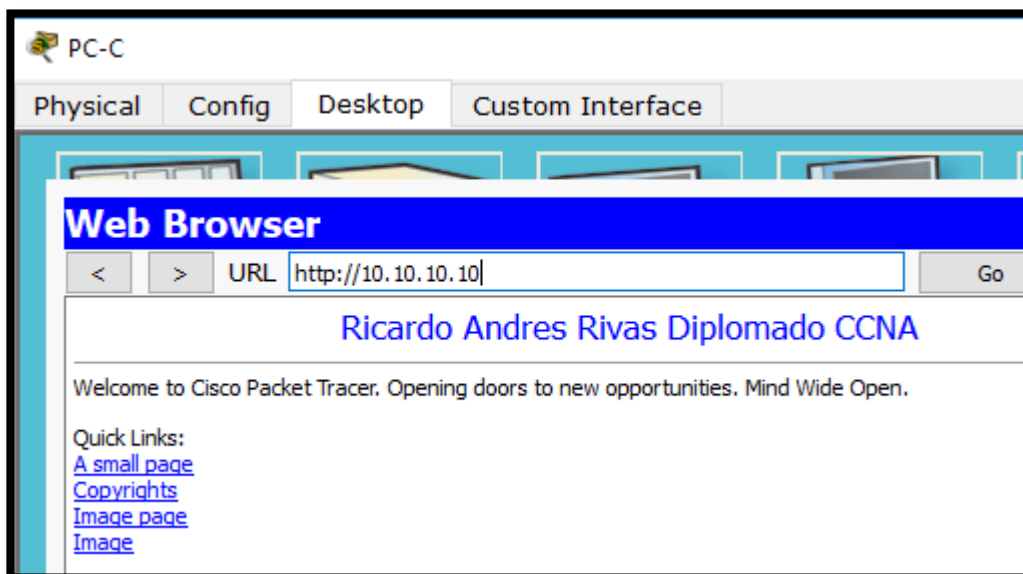 PC-C
Physical Config Desktop Custom Interface
Web Browser
< > URL http://10.10.10.10 Go
Ricardo Andres Rivas Diplomado CCNA
Welcome to Cisco Packet Tracer. Opening doors to new opportunities. Mind Wide Open.
Quick Links:
A small page
Copyrights
Image page
Image